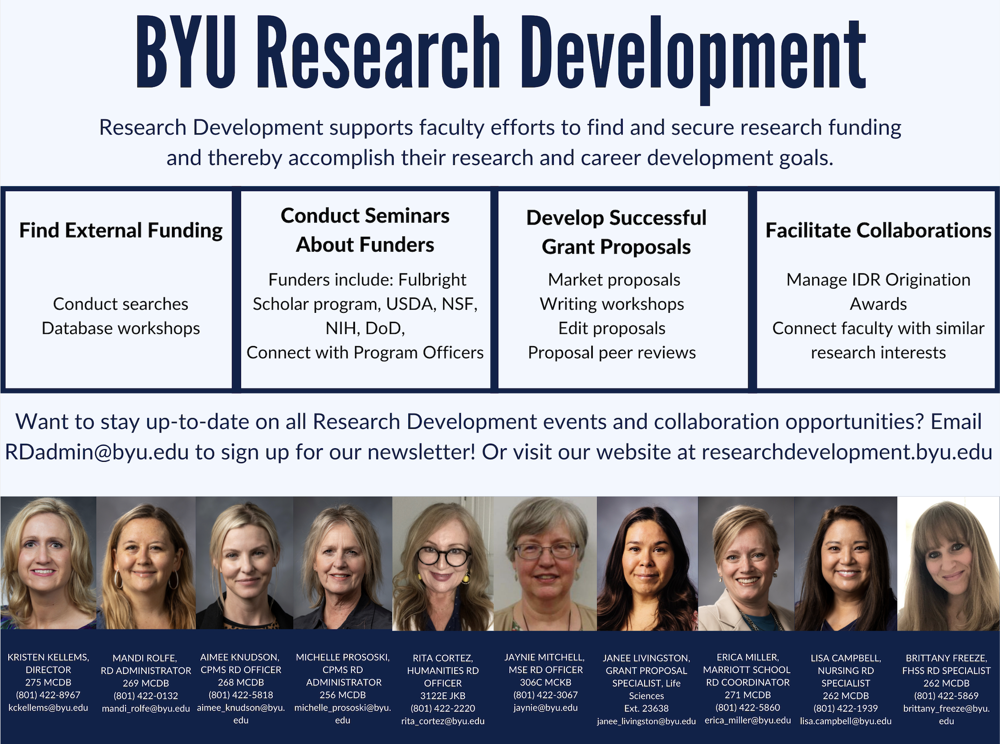 BYU Research Development
Research Development supports faculty efforts to find and secure research funding
and thereby accomplish their research and career development goals.
Find External Funding
Conduct searches
Database workshops
Conduct Seminars
About Funders
Funders include: Fulbright
Scholar program, USDA, NSF,
NIH, DoD,
Connect with Program Officers
Develop Successful
Grant Proposals
Market proposals
Writing workshops
Edit proposals
Proposal peer reviews
Facilitate Collaborations
Manage IDR Origination
Awards
Connect faculty with similar
research interests
Want to stay up-to-date on all Research Development events and collaboration opportunities? Email
RDadmin@byu.edu to sign up for our newsletter! Or visit our website at researchdevelopment.byu.edu
KRISTEN KELLEMS,
DIRECTOR
275 MCDB
(801) 422-8967
kckellems@byu.edu
MANDI ROLFE,
RD ADMINISTRATOR
269 MCDB
(801) 422-0132
mandi_rolfe@byu.edu
AIMEE KNUDSON,
CPMS RD OFFICER
268 MCDB
(801) 422-5818
aimee_knudson@byu.
edu
MICHELLE PROSOSKI,
CPMS RD
ADMINISTRATOR
256 MCDB
michelle_prososki@byu.
edu
RITA CORTEZ,
HUMANITIES RD
OFFICER
3122E JKB
(801) 422-2220
rita_cortez@byu.edu
JAYNIE MITCHELL,
MSE RD OFFICER
306C MCKB
(801) 422-3067
jaynie@byu.edu
JANEE LIVINGSTON,
GRANT PROPOSAL
SPECIALIST, Life
Sciences
Ext. 23638
janee_livingston@byu.edu
ERICA MILLER,
MARRIOTT SCHOOL
RD COORDINATOR
271 MCDB
(801) 422-5860
erica_miller@byu.edu
LISA CAMPBELL,
NURSING RD
SPECIALIST
262 MCDB
(801) 422-1939
lisa.campbell@byu.edu
BRITTANY FREEZE,
FHSS RD SPECIALIST
262 MCDB
(801) 422-5869
brittany_freeze@byu.
edu